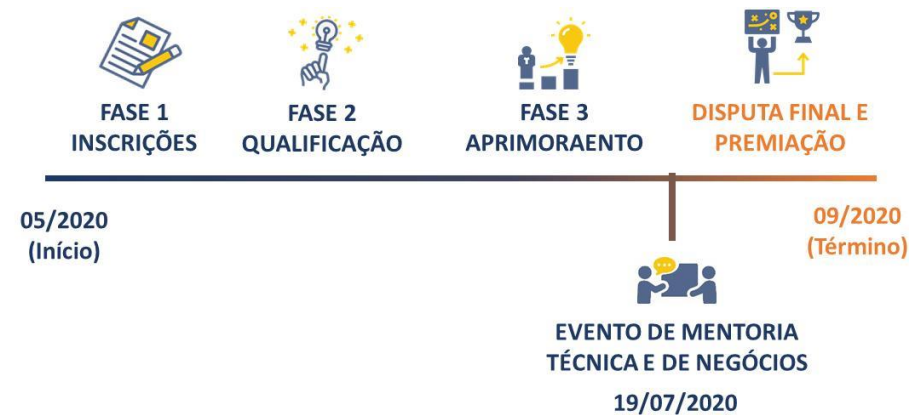 FASE 1
INSCRIÇÕES
FASE 2
QUALIFICAÇÃO
FASE 3
APRIMORAENTO
DISPUTA FINAL E
PREMIAÇÃO
05/2020
(Início)
09/2020
(Término)
EVENTO DE MENTORIA
TÉCNICA E DE NEGÓCIOS
19/07/2020